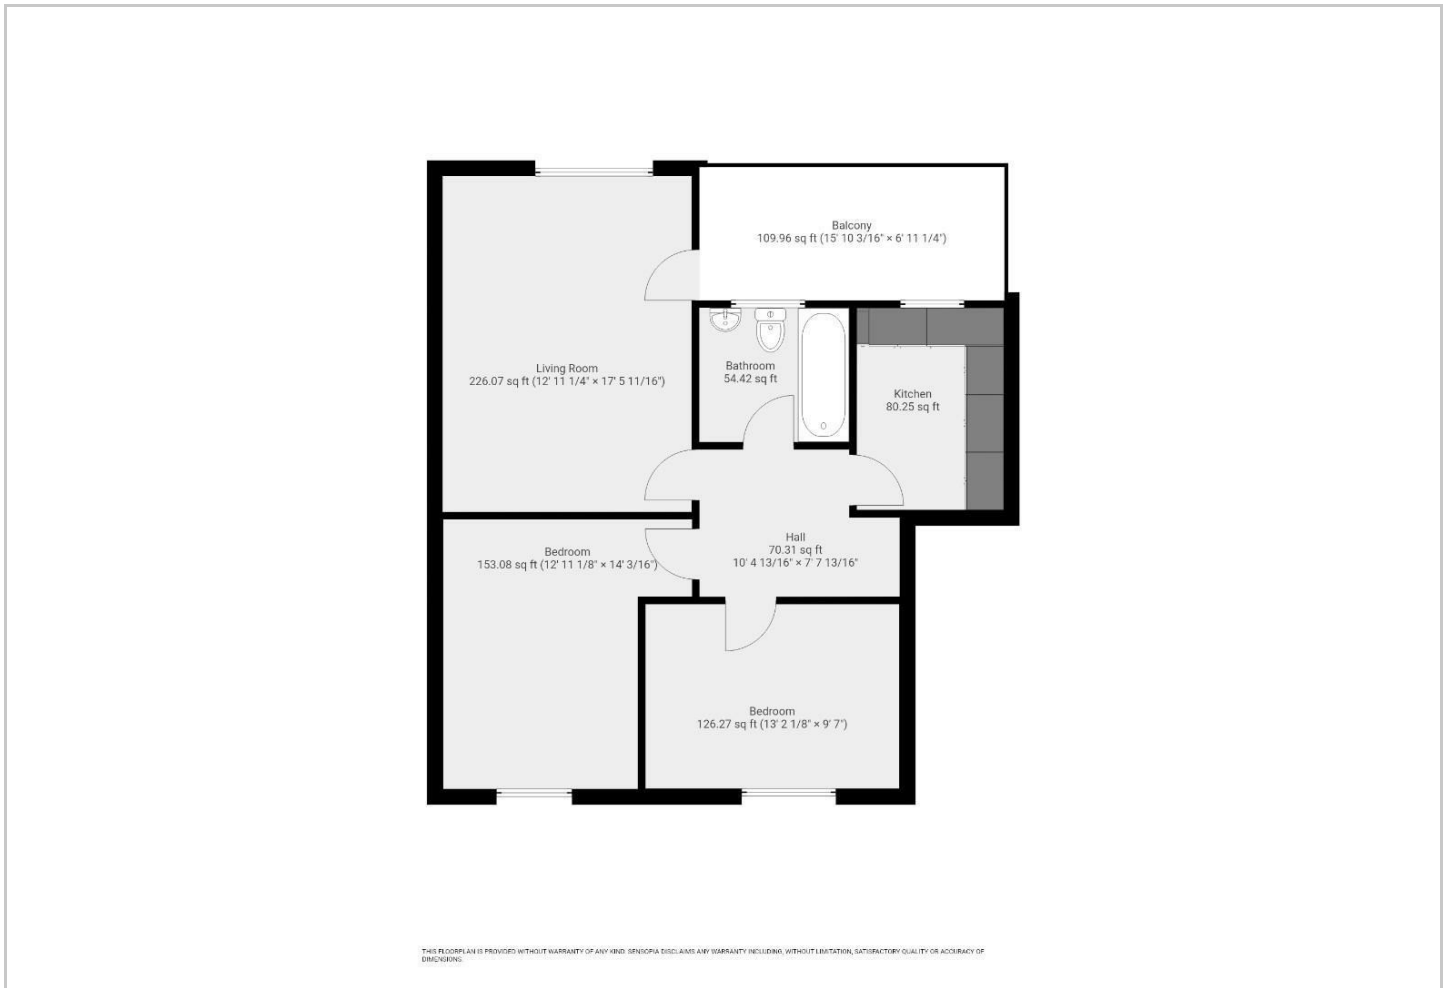 Balcony
109.96 sq ft (15' 10 3/16" × 6' 11 1/4")
Living Room
226.07 sq ft (12' 11 1/4" × 17' 5 11/16")
Bathroom
54.42 sq ft
Kitchen
80.25 sq ft
Hall
70.31 sq ft
10' 4 13/16" × 7' 7 13/16"
Bedroom
153.08 sq ft (12' 11 1/8" × 14' 3/16")
Bedroom
126.27 sq ft (13' 2 1/8" × 9' 7")
THIS FLOORPLAN IS PROVIDED WITHOUT WARRANTY OF ANY KIND. SENSOPIA DISCLAIMS ANY WARRANTY INCLUDING, WITHOUT LIMITATION, SATISFACTORY QUALITY OR ACCURACY OF
DIMENSIONS.